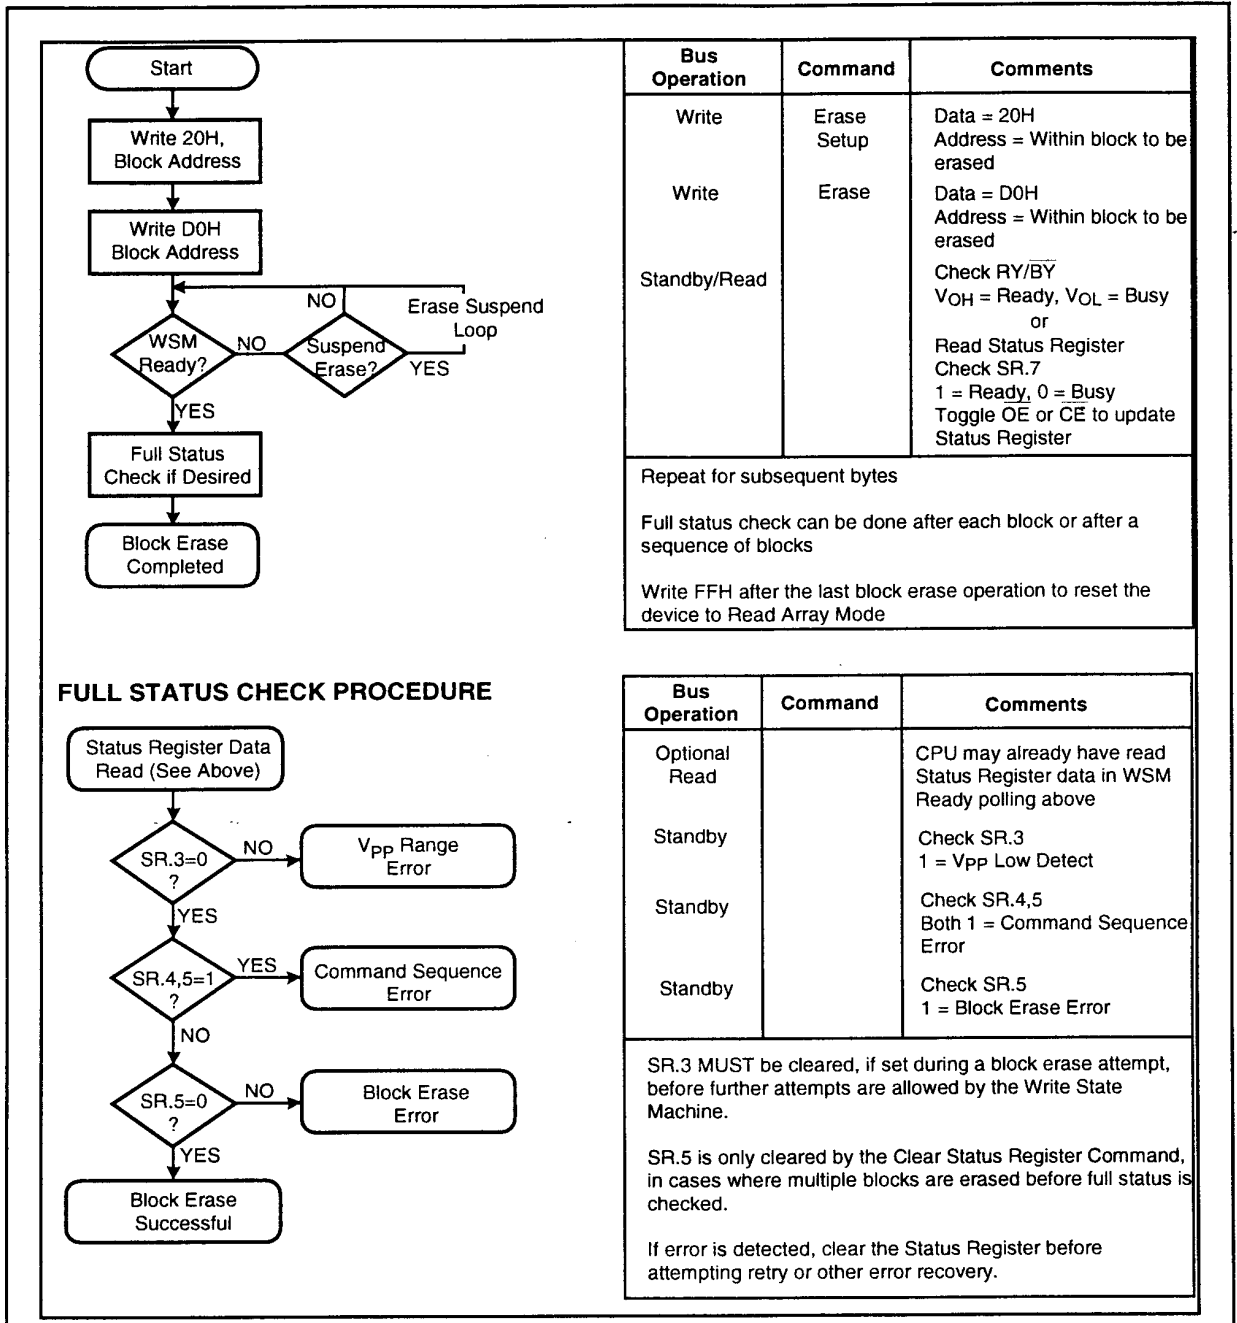 Start
Write 20H,
Block Address
Write D0H
Block Address
NO
Erase Suspend
Loop
WSM
Ready?
NO
Suspend
Erase?
YES
YES
Full Status
Check if Desired
Block Erase
Completed
Bus
Operation
Command
Comments
Write
Erase
Setup
Data = 20H
Address = Within block to be
erased
Write
Erase
Data = D0H
Address = Within block to be
erased
Standby/Read
Check RY/B̅Y̅
VOH = Ready, VOL = Busy
or
Read Status Register
Check SR.7
1 = Ready, 0 = Busy
Toggle O̅E̅ or C̅E̅ to update
Status Register
Repeat for subsequent bytes
Full status check can be done after each block or after a
sequence of blocks
Write FFH after the last block erase operation to reset the
device to Read Array Mode
FULL STATUS CHECK PROCEDURE
Status Register Data
Read (See Above)
SR.3=0
?
NO
VPP Range
Error
YES
SR.4,5=1
?
YES
Command Sequence
Error
NO
SR.5=0
?
NO
Block Erase
Error
YES
Block Erase
Successful
Bus
Operation
Command
Comments
Optional
Read
CPU may already have read
Status Register data in WSM
Ready polling above
Standby
Check SR.3
1 = VPP Low Detect
Standby
Check SR.4,5
Both 1 = Command Sequence
Error
Standby
Check SR.5
1 = Block Erase Error
SR.3 MUST be cleared, if set during a block erase attempt,
before further attempts are allowed by the Write State
Machine.
SR.5 is only cleared by the Clear Status Register Command,
in cases where multiple blocks are erased before full status is
checked.
If error is detected, clear the Status Register before
attempting retry or other error recovery.